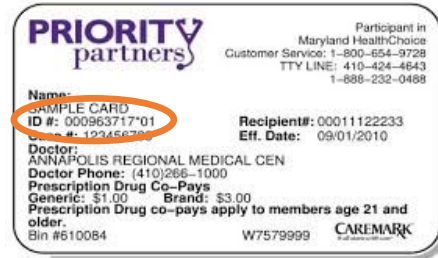 PRIORITY
partners
Participant in
Maryland HealthChoice
Customer Service: 1-800-654-9728
TTY LINE: 410-424-4643
1-888-232-0488
Name:
SAMPLE CARD
ID #: 000963717*01
Recipient#: 00011122233
Eff. Date: 09/01/2010
Doctor:
ANNAPOLIS REGIONAL MEDICAL CEN
Doctor Phone: (410)266-1000
Prescription Drug Co-Pays
Generic: $1.00 Brand: $3.00
Prescription Drug co-pays apply to members age 21 and
older.
Bin #610084
W7579999
CAREMARK